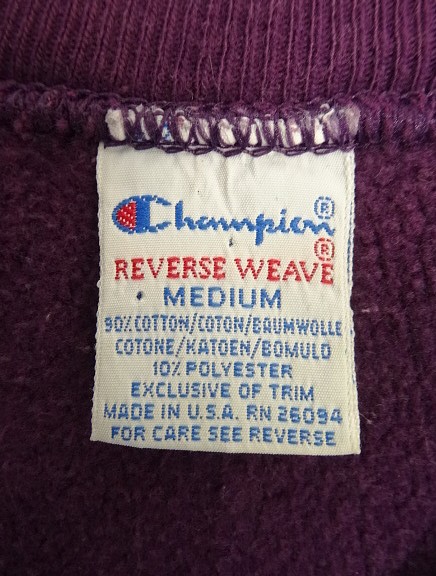 Champion®
REVERSE WEAVE®
MEDIUM
90% COTTON/COTON/BAUMWOLLE
COTONE/KATOEN/BOMULD
10% POLYESTER
EXCLUSIVE OF TRIM
MADE IN U.S.A. RN 26094
FOR CARE SEE REVERSE